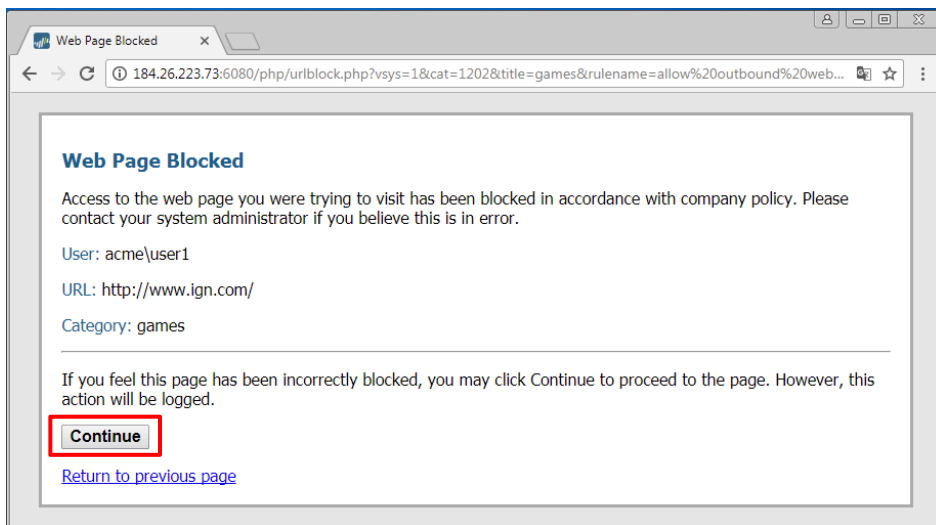 Web Page Blocked
184.26.223.73:6080/php/urlblock.php?vsys=1&cat=1202&title=games&rulename=allow%20outbound%20web...
Web Page Blocked
Access to the web page you were trying to visit has been blocked in accordance with company policy. Please
contact your system administrator if you believe this is in error.
User: acme\user1
URL: http://www.ign.com/
Category: games
If you feel this page has been incorrectly blocked, you may click Continue to proceed to the page. However, this
action will be logged.
Continue
Return to previous page